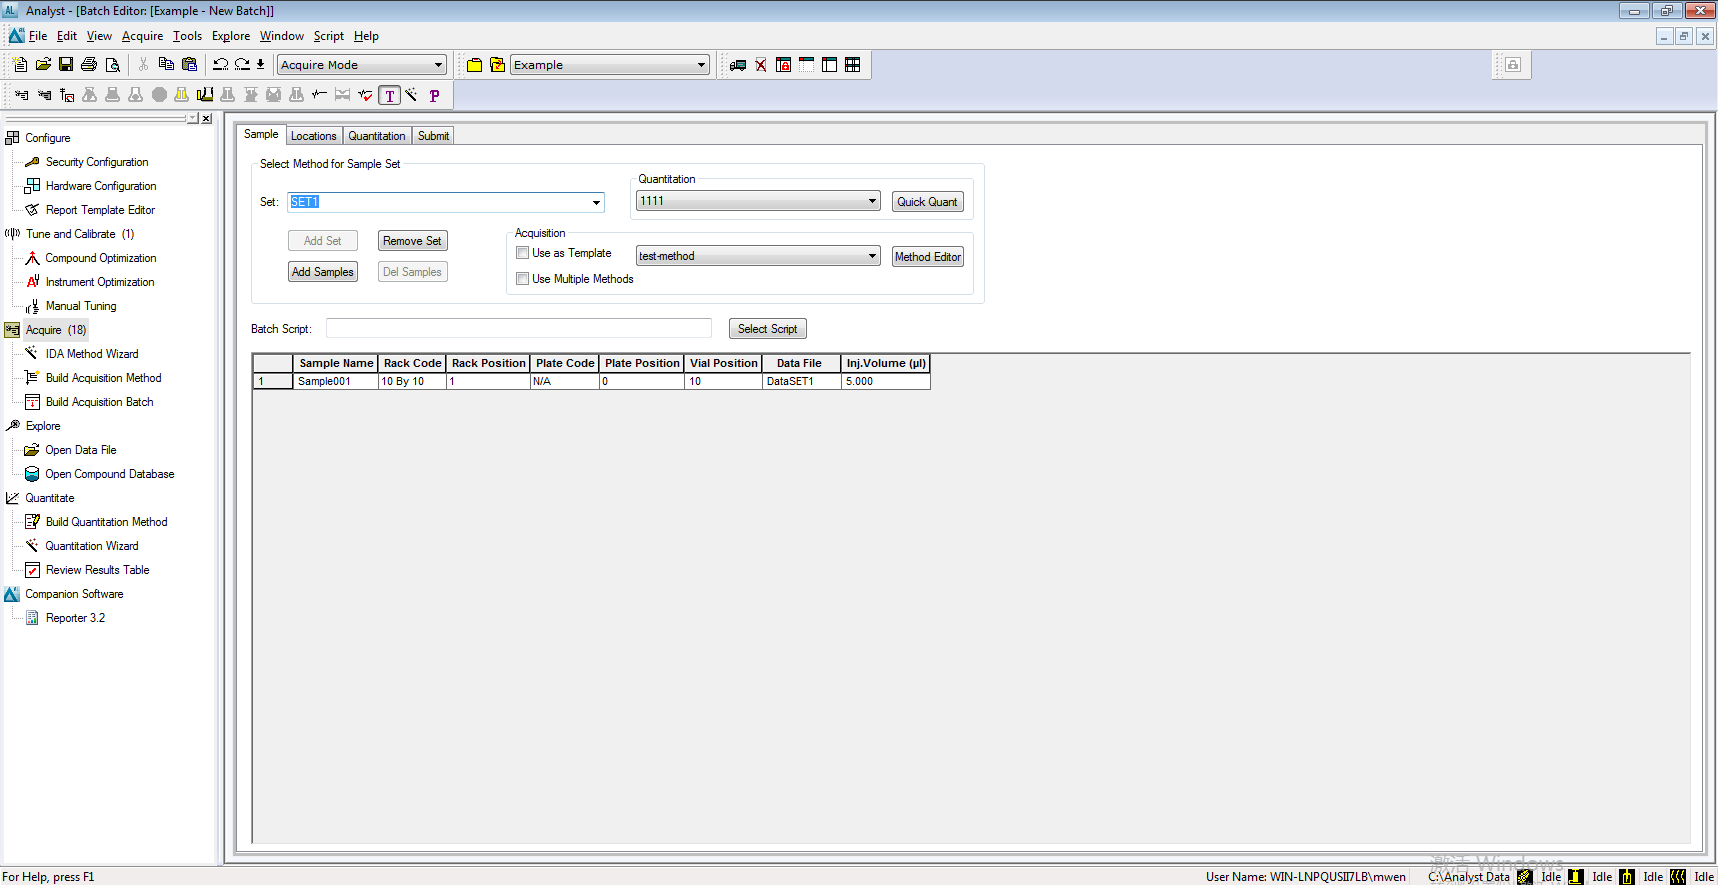 Analyst - [Batch Editor: [Example - New Batch]]
File Edit View Acquire Tools Explore Window Script Help
Acquire Mode Example
T P
Configure
Security Configuration
Hardware Configuration
Report Template Editor
Tune and Calibrate (1)
Compound Optimization
Instrument Optimization
Manual Tuning
Acquire (18)
IDA Method Wizard
Build Acquisition Method
Build Acquisition Batch
Explore
Open Data File
Open Compound Database
Quantitate
Build Quantitation Method
Quantitation Wizard
Review Results Table
Companion Software
Reporter 3.2
Sample Locations Quantitation Submit
Select Method for Sample Set
Set: SET1
Quantitation
1111 Quick Quant
Add Set Remove Set
Add Samples Del Samples
Acquisition
Use as Template test-method Method Editor
Use Multiple Methods
Batch Script: Select Script
Sample Name Rack Code Rack Position Plate Code Plate Position Vial Position Data File Inj.Volume (µl)
1 Sample001 10 By 10 1 N/A 0 10 DataSET1 5.000
激活 Windows
For Help, press F1 User Name: WIN-LNPQUSII7LB\mwen C:\Analyst Data Idle Idle Idle Idle